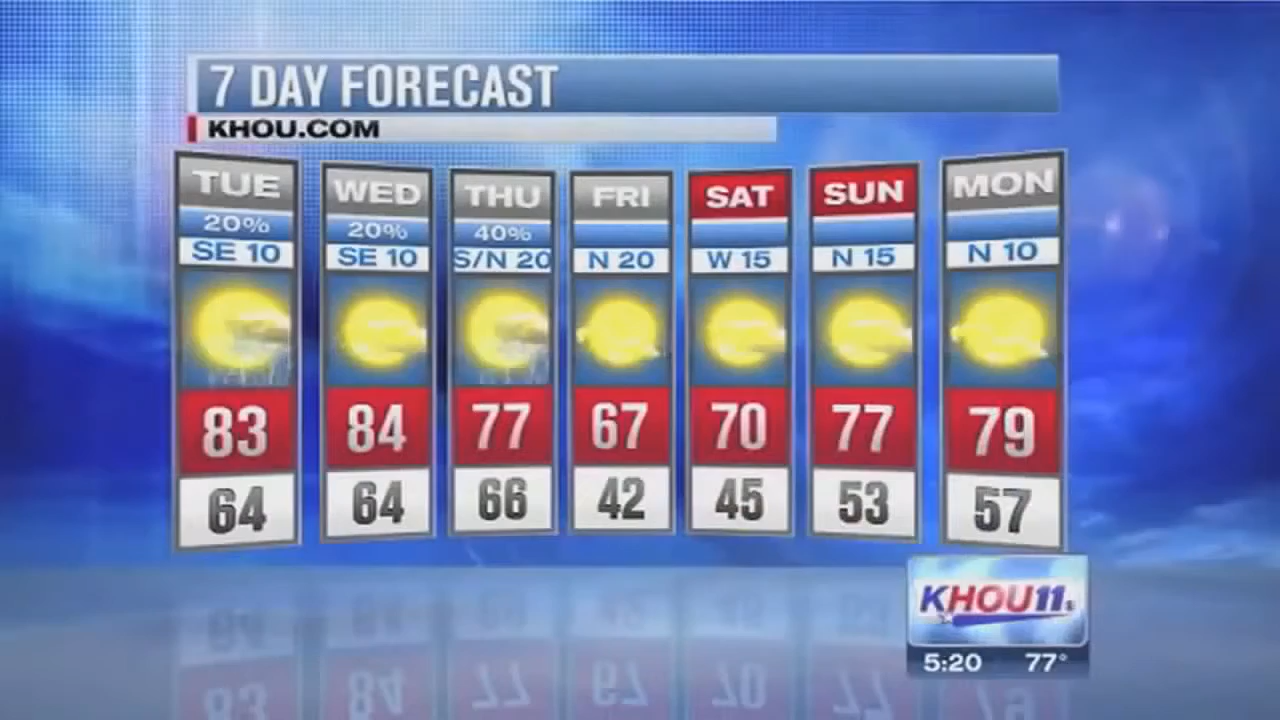 7 DAY FORECAST
KHOU.COM
TUE WED THU FRI SAT SUN MON
20% 20% 40%
SE 10 SE 10 S/N 20 N 20 W 15 N 15 N 10
83 84 77 67 70 77 79
64 64 66 42 45 53 57
KHOU11
5:20 77°